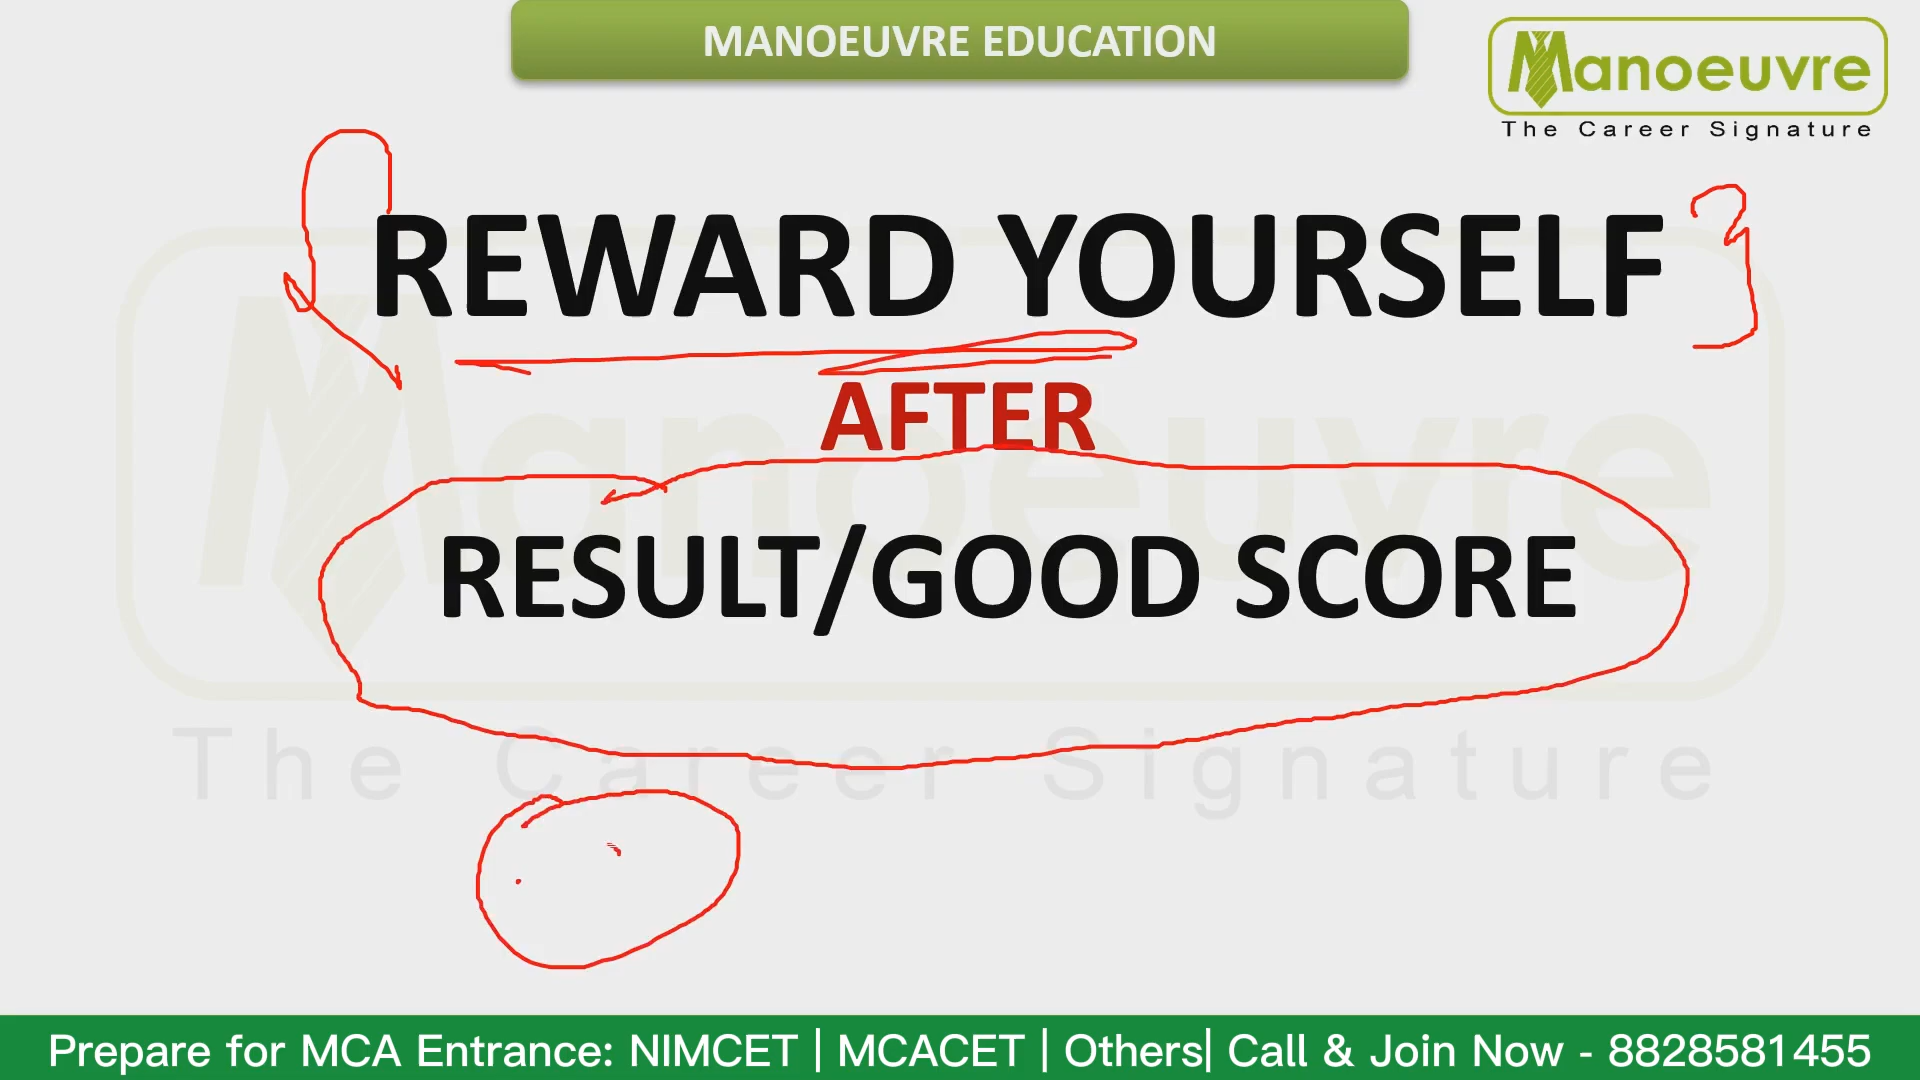 MANOEUVRE EDUCATION
Manoeuvre
The Career Signature
REWARD YOURSELF
AFTER
RESULT/GOOD SCORE
Manoeuvre
The Career Signature
Prepare for MCA Entrance: NIMCET | MCACET | Others| Call & Join Now - 8828581455